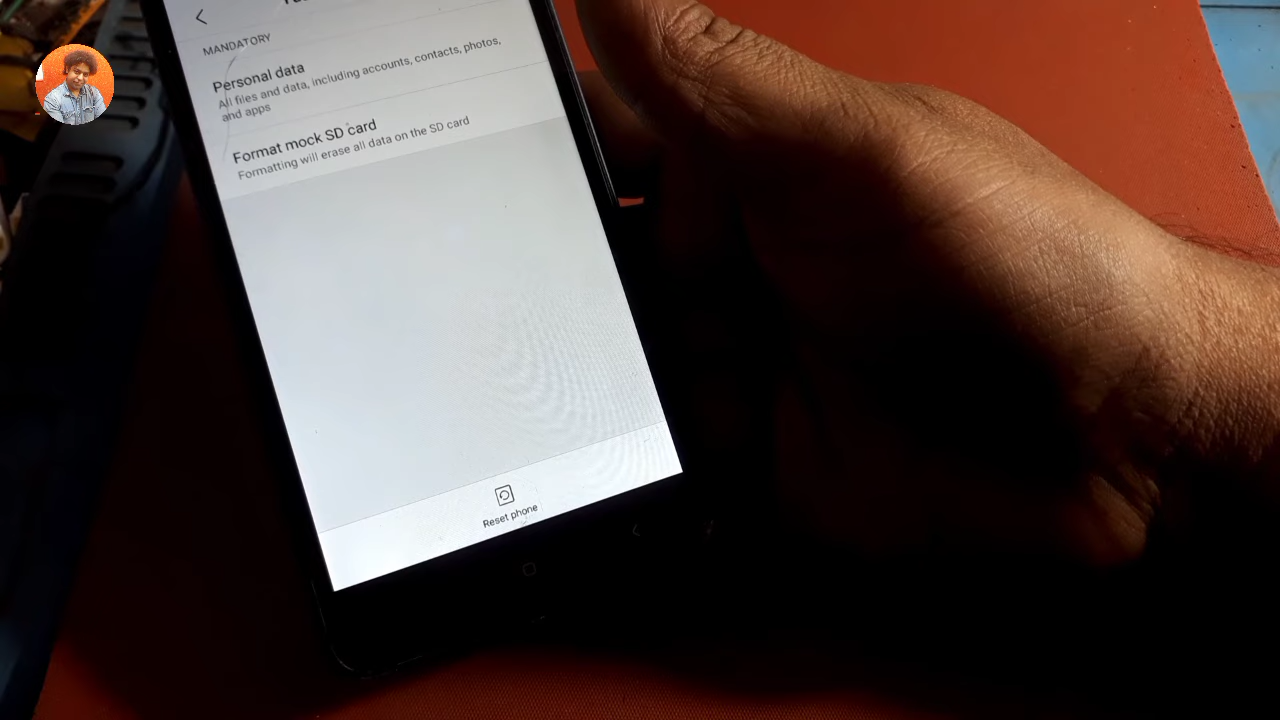 MANDATORY
Personal data
All files and data, including accounts, contacts, photos,
and apps
Format mock SD card
Formatting will erase all data on the SD card
Reset phone